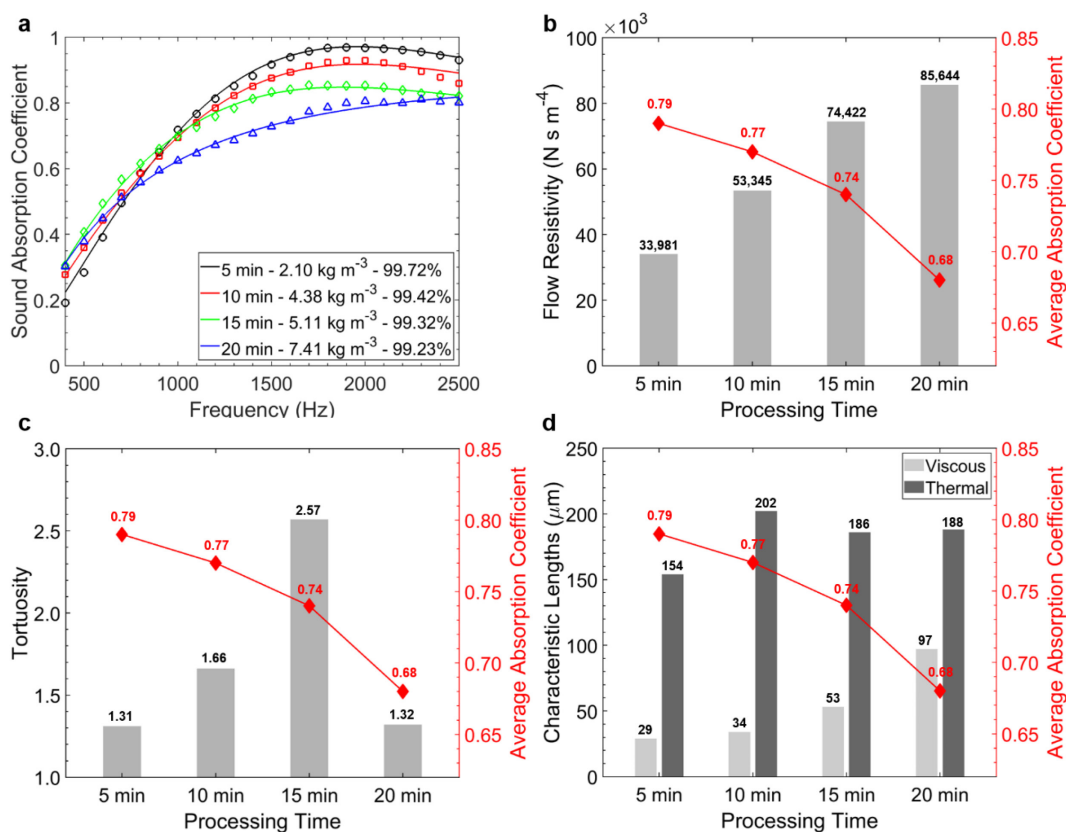 a
Sound Absorption Coefficient
1
0.8
0.6
0.4
0.2
0
5 min - 2.10 kg m⁻³ - 99.72%
10 min - 4.38 kg m⁻³ - 99.42%
15 min - 5.11 kg m⁻³ - 99.32%
20 min - 7.41 kg m⁻³ - 99.23%
500 1000 1500 2000 2500
Frequency (Hz)
b
×10³
Flow Resistivity (N s m⁻⁴)
100
80
60
40
20
0
0.79
0.77
0.74
0.68
33,981
53,345
74,422
85,644
0.85
0.80
0.75
0.70
0.65
Average Absorption Coefficient
5 min 10 min 15 min 20 min
Processing Time
c
Tortuosity
3.0
2.5
2.0
1.5
1.0
0.79
0.77
0.74
0.68
1.31
1.66
2.57
1.32
0.85
0.80
0.75
0.70
0.65
Average Absorption Coefficient
5 min 10 min 15 min 20 min
Processing Time
d
Characteristic Lengths (μm)
250
200
150
100
50
0
Viscous
Thermal
0.79
0.77
0.74
0.68
29
154
34
202
53
186
97
188
0.85
0.80
0.75
0.70
0.65
Average Absorption Coefficient
5 min 10 min 15 min 20 min
Processing Time